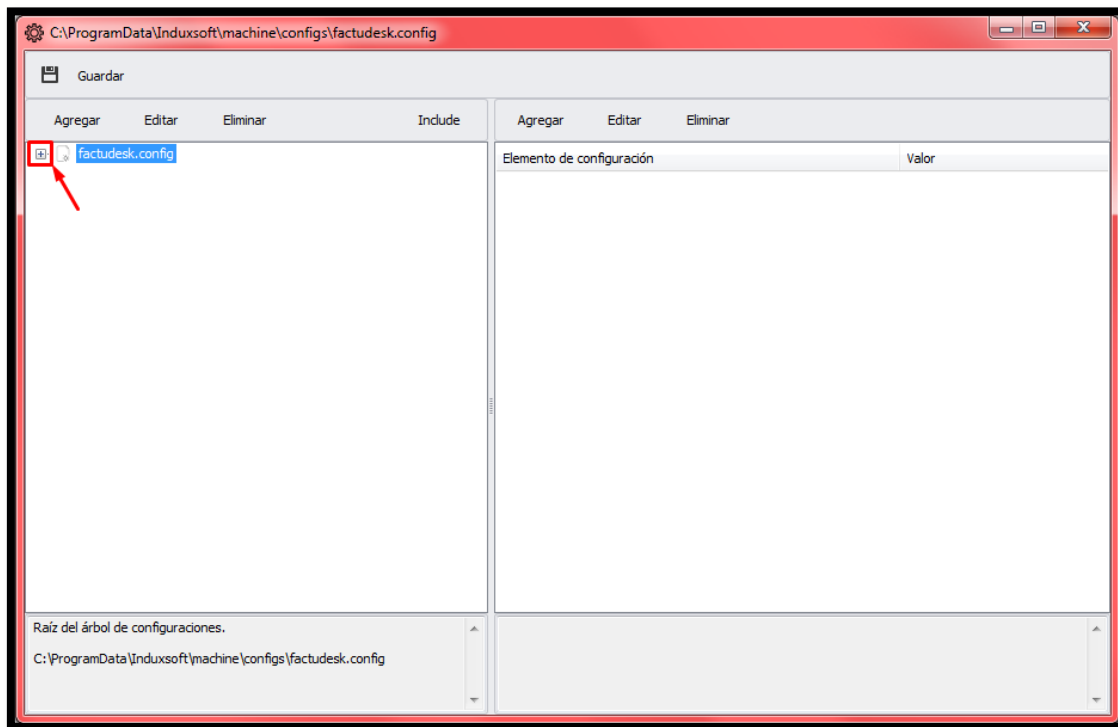 C:\ProgramData\Induxsoft\machine\configs\factudesk.config
Guardar
Agregar Editar Eliminar Include
Agregar Editar Eliminar
factudesk.config
Elemento de configuración Valor
Raíz del árbol de configuraciones.
C:\ProgramData\Induxsoft\machine\configs\factudesk.config